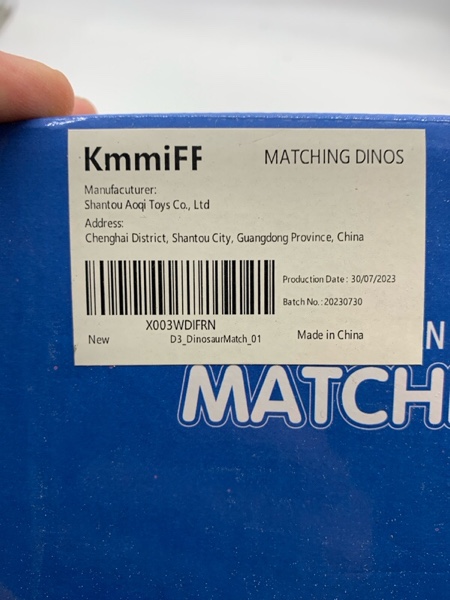 KmmiFF MATCHING DINOS
Manufacuturer:
Shantou Aoqi Toys Co., Ltd
Address:
Chenghai District, Shantou City, Guangdong Province, China
Production Date : 30/07/2023
Batch No. : 20230730
X003WDIFRN
New D3_DinosaurMatch_01 Made in China
N
MATCH